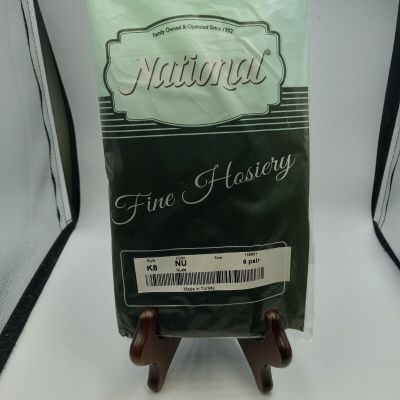 Family Owned & Operated Since 1952
National®
Fine Hosiery
Style Color Size
K8 NU 6 pair
Nude
Made in Turkey